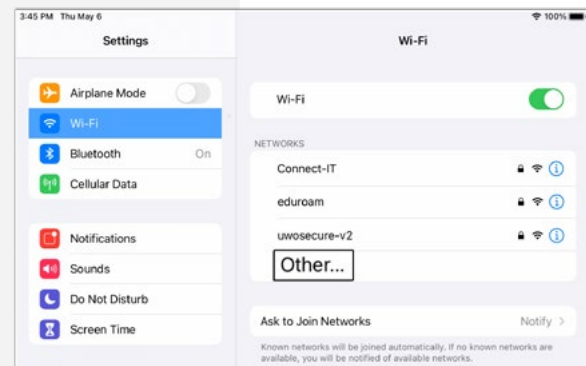 3:45 PM Thu May 6
100%
Settings
Airplane Mode
Wi-Fi
Bluetooth On
Cellular Data
Notifications
Sounds
Do Not Disturb
Screen Time
Wi-Fi
Wi-Fi
NETWORKS
Connect-IT
eduroam
uwosecure-v2
Other...
Ask to Join Networks Notify
Known networks will be joined automatically. If no known networks are
available, you will be notified of available networks.